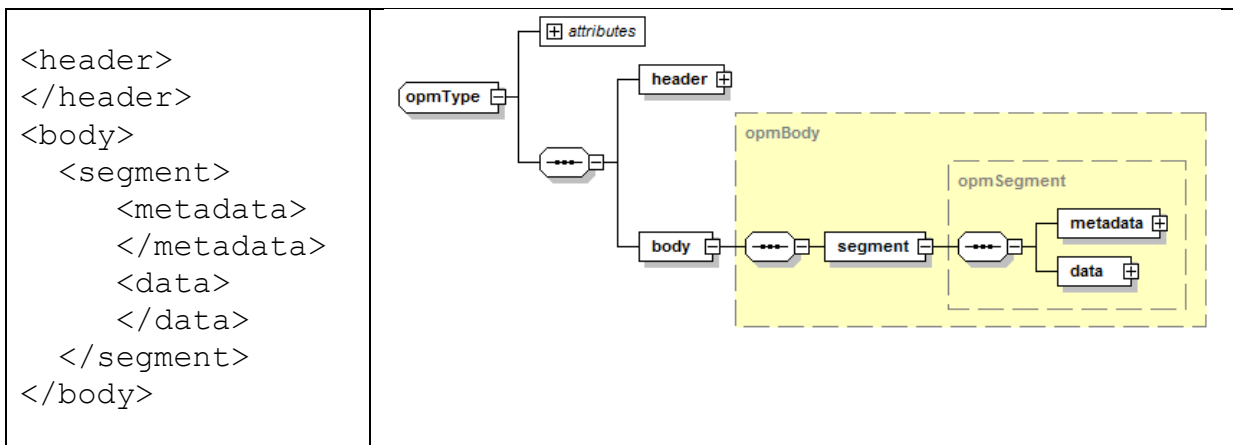 <header>
</header>
<body>
<segment>
<metadata>
</metadata>
<data>
</data>
</segment>
</body>
attributes
opmType
header
opmBody
opmSegment
metadata
body
segment
data